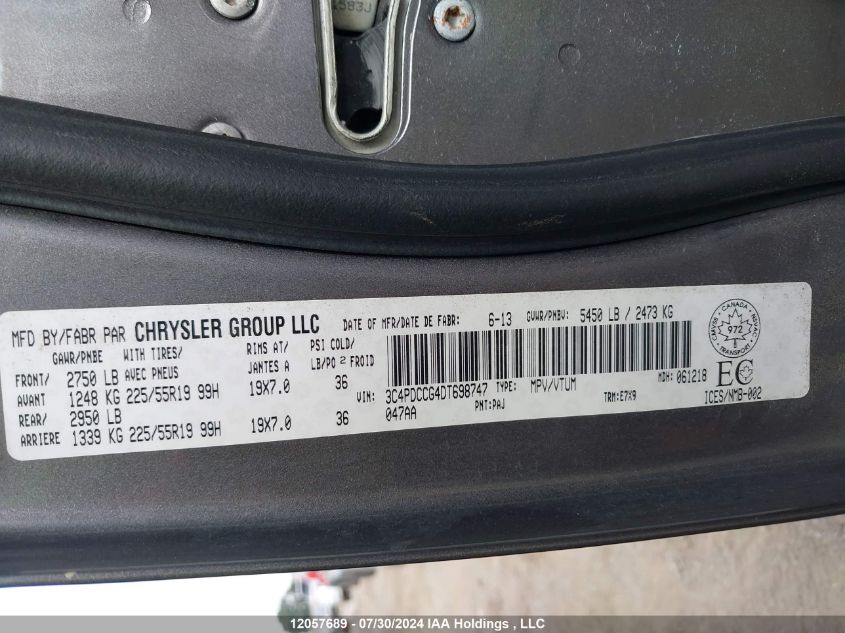 1583J
MFD BY/FABR PAR CHRYSLER GROUP LLC DATE OF MFR/DATE DE FABR: 6-13 GVWR/PNBV: 5450 LB / 2473 KG
GAWR/PNBE WITH TIRES/ RIMS AT/ PSI COLD/
FRONT/ 2750 LB AVEC PNEUS JANTES A LB/PO 2 FROID
AVANT 1248 KG 225/55R19 99H 19X7.0 36
REAR/ 2950 LB
ARRIERE 1339 KG 225/55R19 99H 19X7.0 36
VIN: 3C4PDCCG4DT698747 TYPE: MPV/VTUM MDH: 061218
047AA PNT:PAJ TRM:E7X9 ICES/NMB-002
CANADA
CMVSS 972 NSVAC
TRANSPORT
EC
12057689 - 07/30/2024 IAA Holdings , LLC